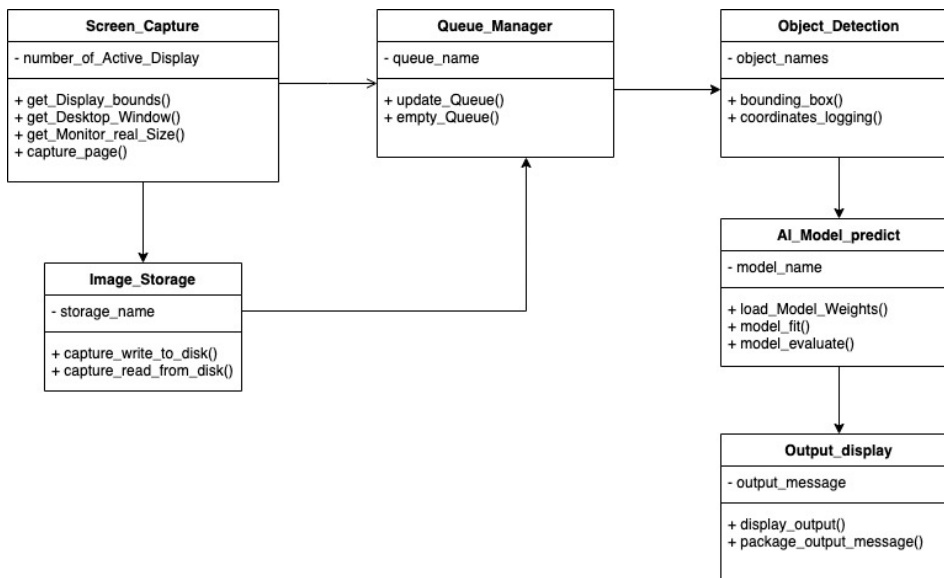 Screen_Capture
- number_of_Active_Display
+ get_Display_bounds()
+ get_Desktop_Window()
+ get_Monitor_real_Size()
+ capture_page()
Queue_Manager
- queue_name
+ update_Queue()
+ empty_Queue()
Object_Detection
- object_names
+ bounding_box()
+ coordinates_logging()
Image_Storage
- storage_name
+ capture_write_to_disk()
+ capture_read_from_disk()
AI_Model_predict
- model_name
+ load_Model_Weights()
+ model_fit()
+ model_evaluate()
Output_display
- output_message
+ display_output()
+ package_output_message()